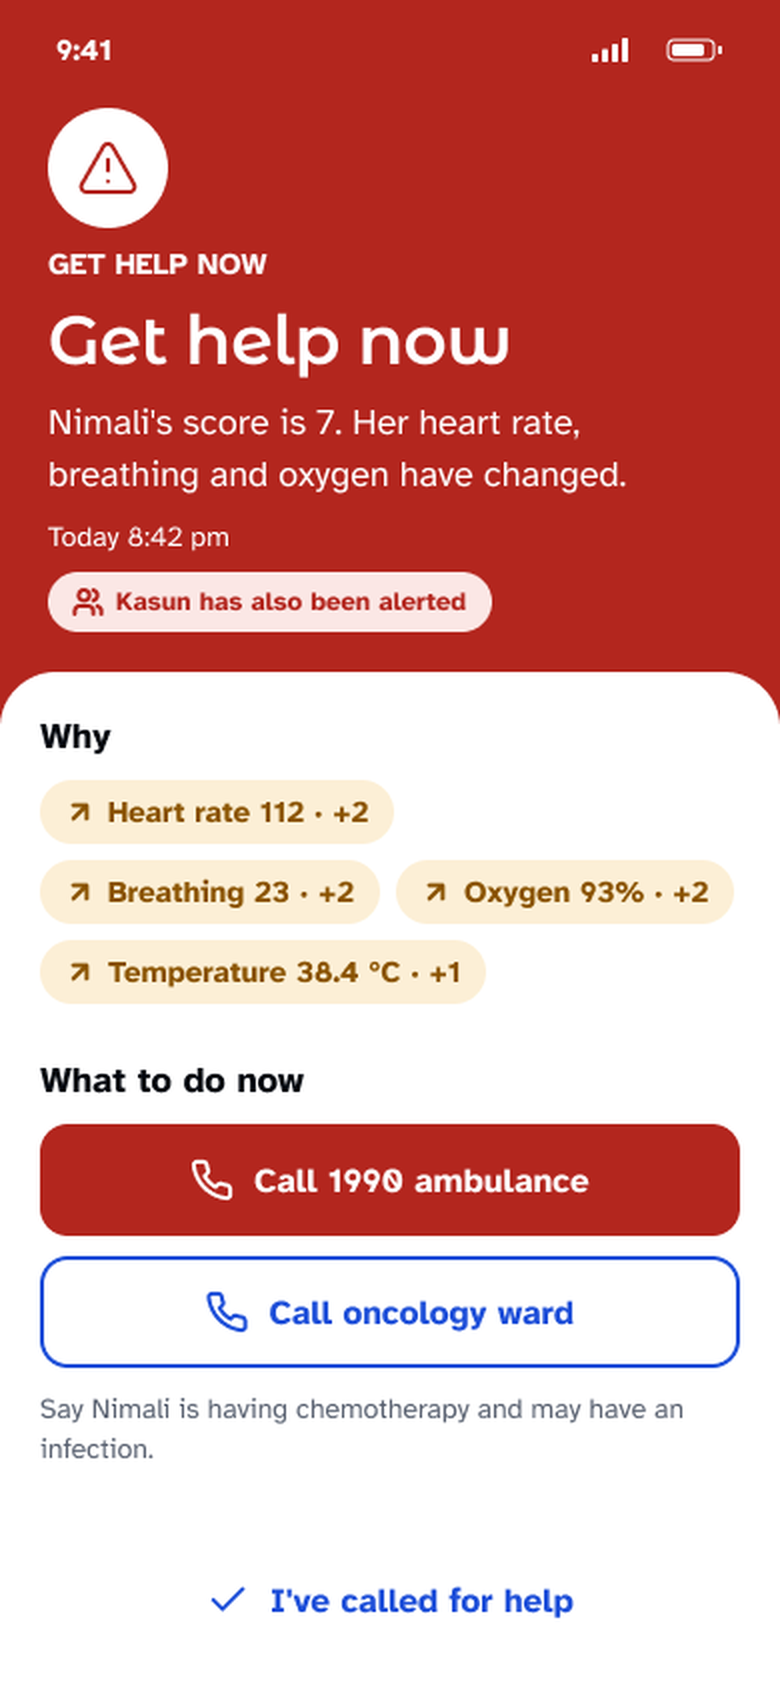 9:41
GET HELP NOW
Get help now
Nimali's score is 7. Her heart rate,
breathing and oxygen have changed.
Today 8:42 pm
Kasun has also been alerted
Why
Heart rate 112 · +2
Breathing 23 · +2
Oxygen 93% · +2
Temperature 38.4 °C · +1
What to do now
Call 1990 ambulance
Call oncology ward
Say Nimali is having chemotherapy and may have an
infection.
I've called for help